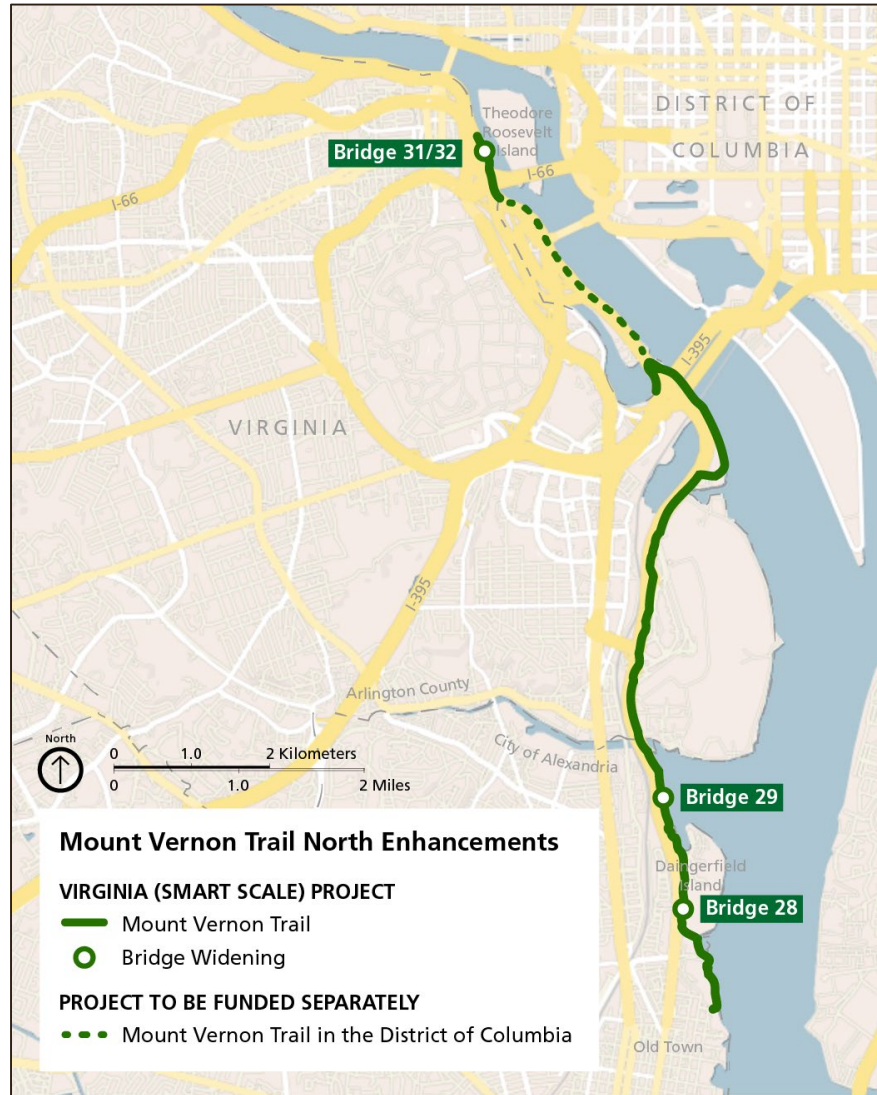 DISTRICT OF
COLUMBIA
Theodore
Roosevelt
Island
Bridge 31/32
I-66
I-66
I-395
VIRGINIA
I-395
Arlington County
City of Alexandria
North
0 1.0 2 Kilometers
0 1.0 2 Miles
Bridge 29
Daingerfield
Island
Bridge 28
Old Town
Mount Vernon Trail North Enhancements
VIRGINIA (SMART SCALE) PROJECT
Mount Vernon Trail
Bridge Widening
PROJECT TO BE FUNDED SEPARATELY
Mount Vernon Trail in the District of Columbia